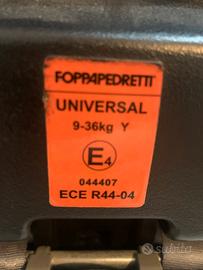 FOPPAPEDRETTI
UNIVERSAL
9-36kg Y
E4
044407
ECE R44-04
subito